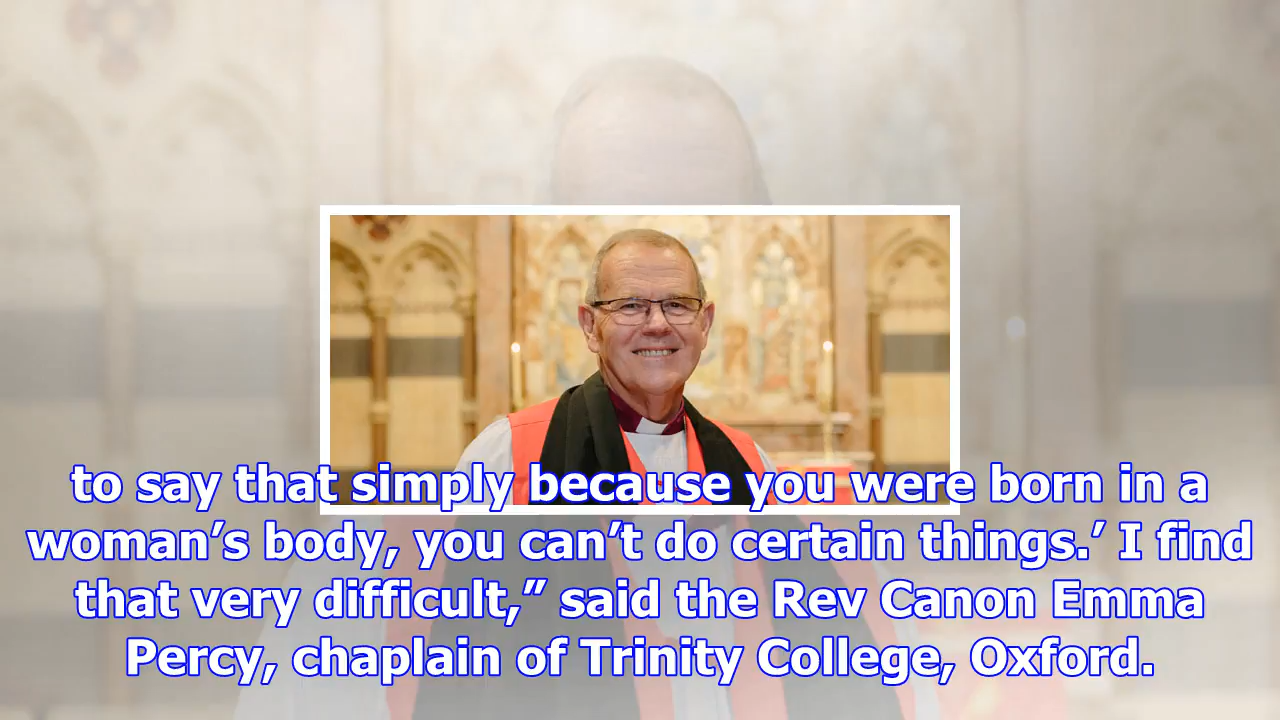 to say that simply because you were born in a
woman’s body, you can’t do certain things.’ I find
that very difficult,” said the Rev Canon Emma
Percy, chaplain of Trinity College, Oxford.